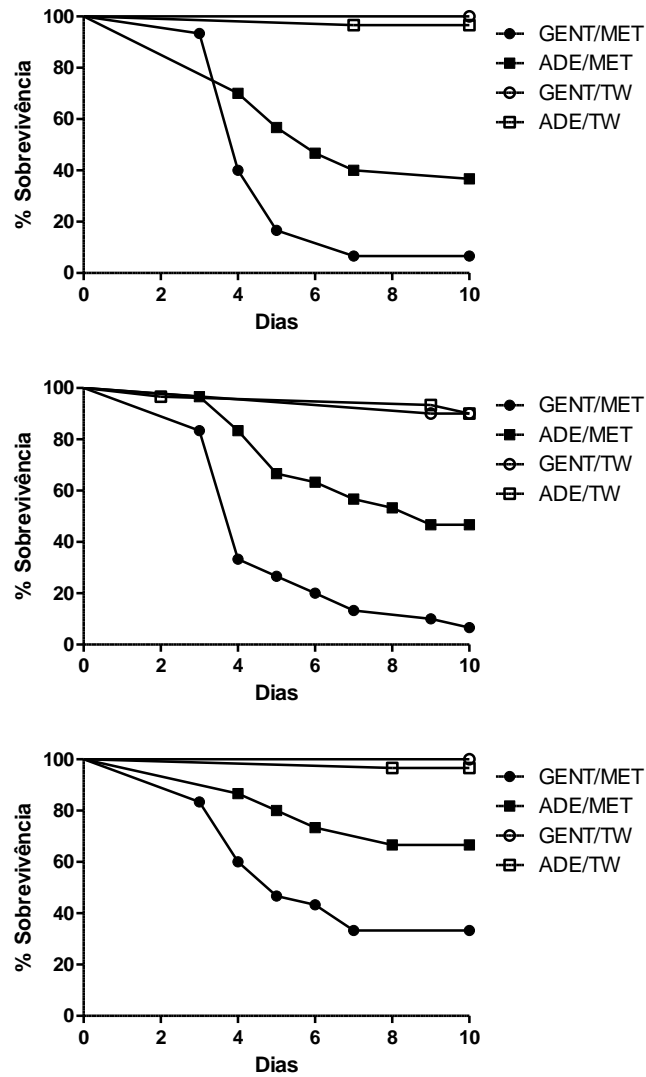 100
80
60
40
20
0
% Sobrevivência
0 2 4 6 8 10
Dias
GENT/MET
ADE/MET
GENT/TW
ADE/TW
100
80
60
40
20
0
% Sobrevivência
0 2 4 6 8 10
Dias
GENT/MET
ADE/MET
GENT/TW
ADE/TW
100
80
60
40
20
0
% Sobrevivência
0 2 4 6 8 10
Dias
GENT/MET
ADE/MET
GENT/TW
ADE/TW